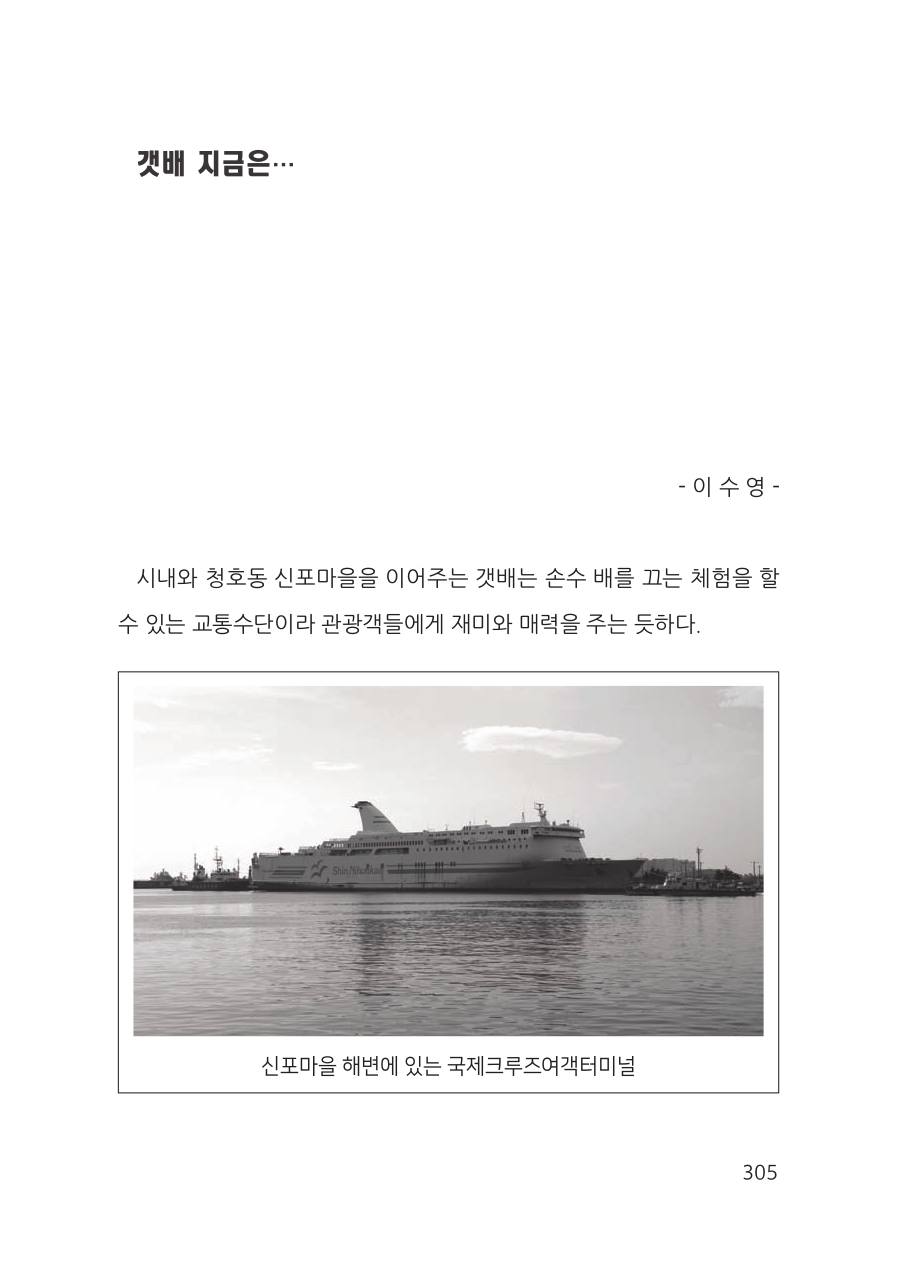 갯배 지금은…
- 이 수 영 -
시내와 청호동 신포마을을 이어주는 갯배는 손수 배를 끄는 체험을 할
수 있는 교통수단이라 관광객들에게 재미와 매력을 주는 듯하다.
신포마을 해변에 있는 국제크루즈여객터미널
305